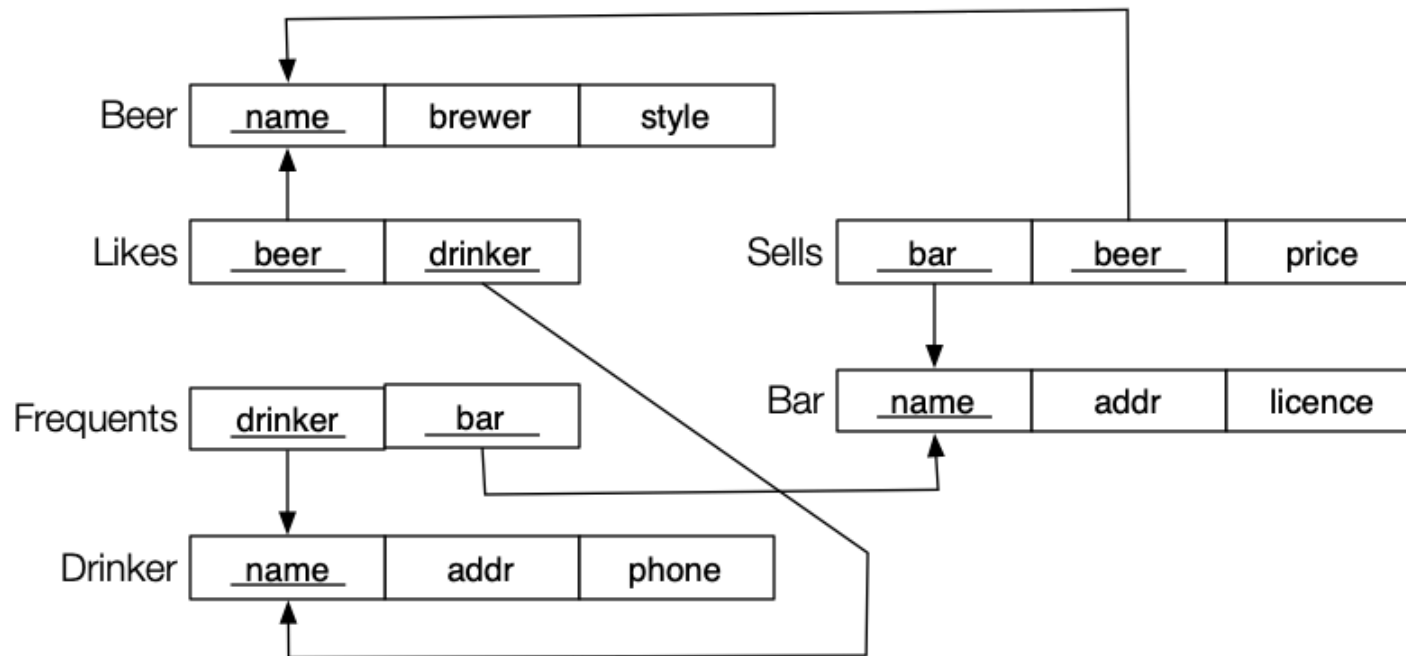 Beer name brewer style
Likes beer drinker
Sells bar beer price
Frequents drinker bar
Bar name addr licence
Drinker name addr phone